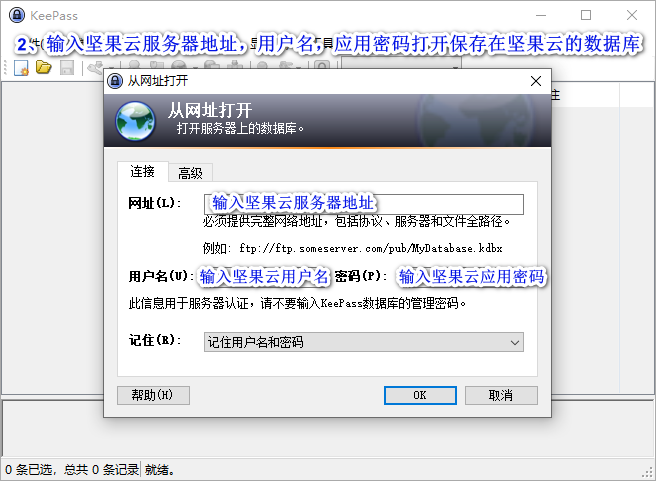 KeePass
2、输入坚果云服务器地址，用户名，应用密码打开保存在坚果云的数据库
从网址打开
从网址打开
打开服务器上的数据库。
连接 高级
网址(L): 输入坚果云服务器地址
必须提供完整网络地址，包括协议、服务器和文件全路径。
例如: ftp://ftp.someserver.com/pub/MyDatabase.kdbx
用户名(U): 输入坚果云用户名 密码(P): 输入坚果云应用密码
此信息用于服务器认证，请不要输入KeePass数据库的管理密码。
记住(R): 记住用户名和密码
帮助(H) OK 取消
0 条已选，总共 0 条记录 就绪。